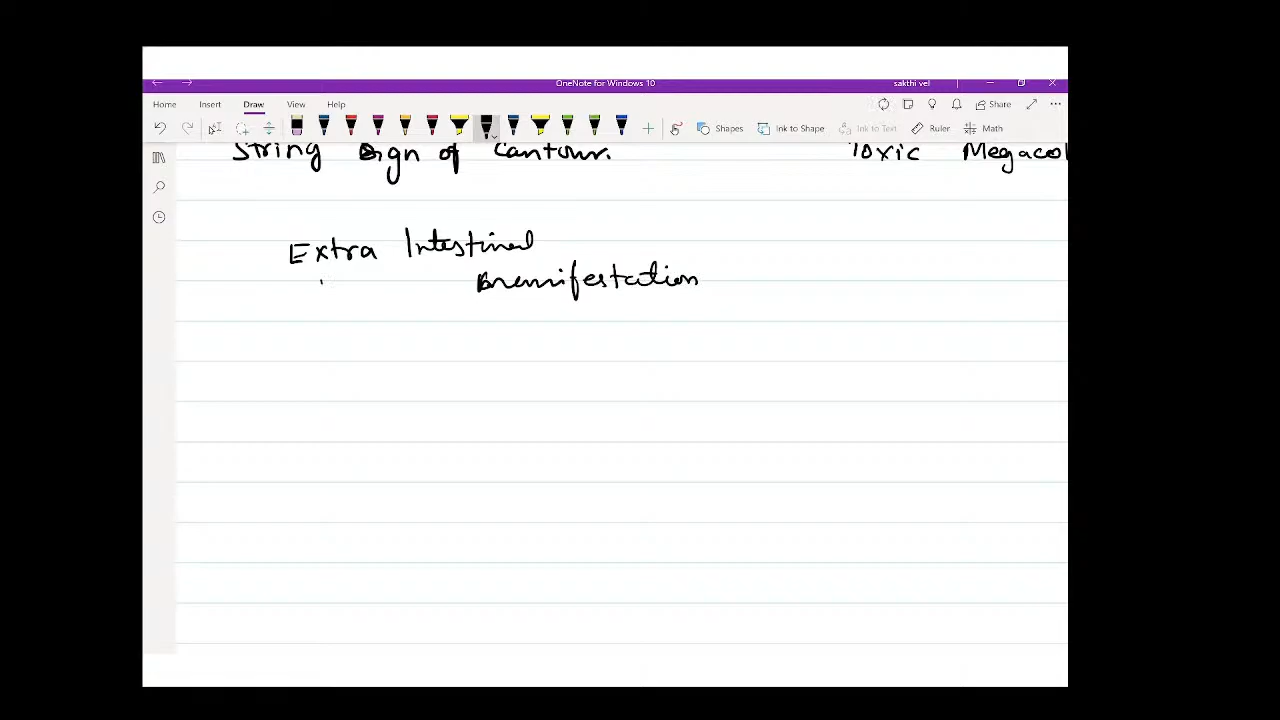 OneNote for Windows 10
sakthi vel
Home Insert Draw View Help
Share
Shapes
Ink to Shape
Ink to Text
Ruler
Math
String Sign of Cantour.
Toxic Megacol
Extra Intestinal
manifestation